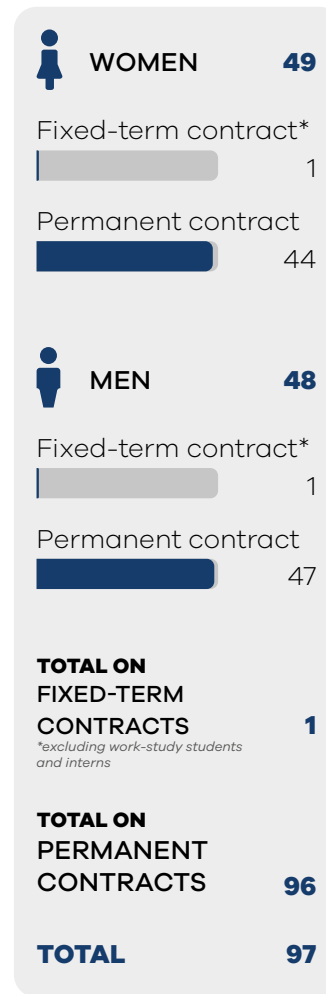 WOMEN 49
Fixed-term contract*
1
Permanent contract
44
MEN 48
Fixed-term contract*
1
Permanent contract
47
TOTAL ON
FIXED-TERM
CONTRACTS 1
*excluding work-study students
and interns
TOTAL ON
PERMANENT
CONTRACTS 96
TOTAL 97